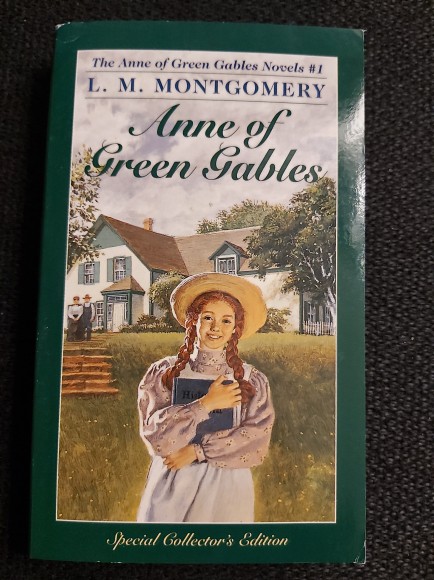 The Anne of Green Gables Novels #1
L. M. MONTGOMERY
Anne of
Green Gables
Special Collector's Edition